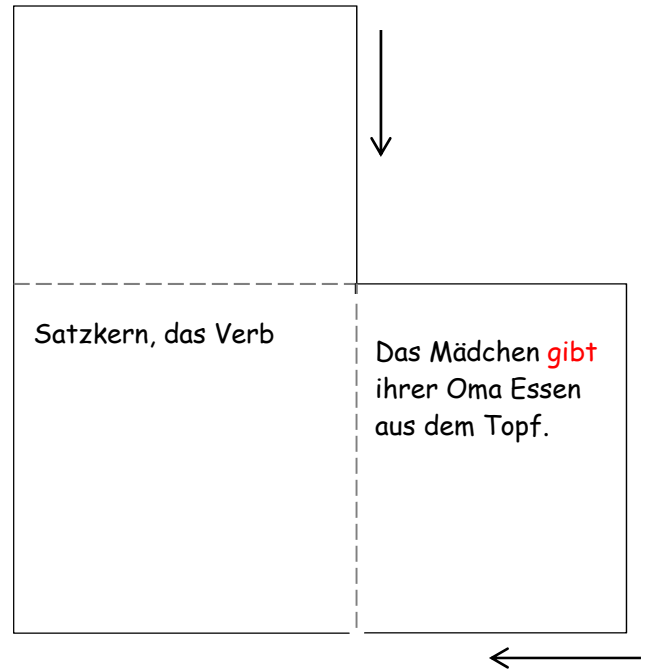 Satzkern, das Verb
Das Mädchen gibt
ihrer Oma Essen
aus dem Topf.